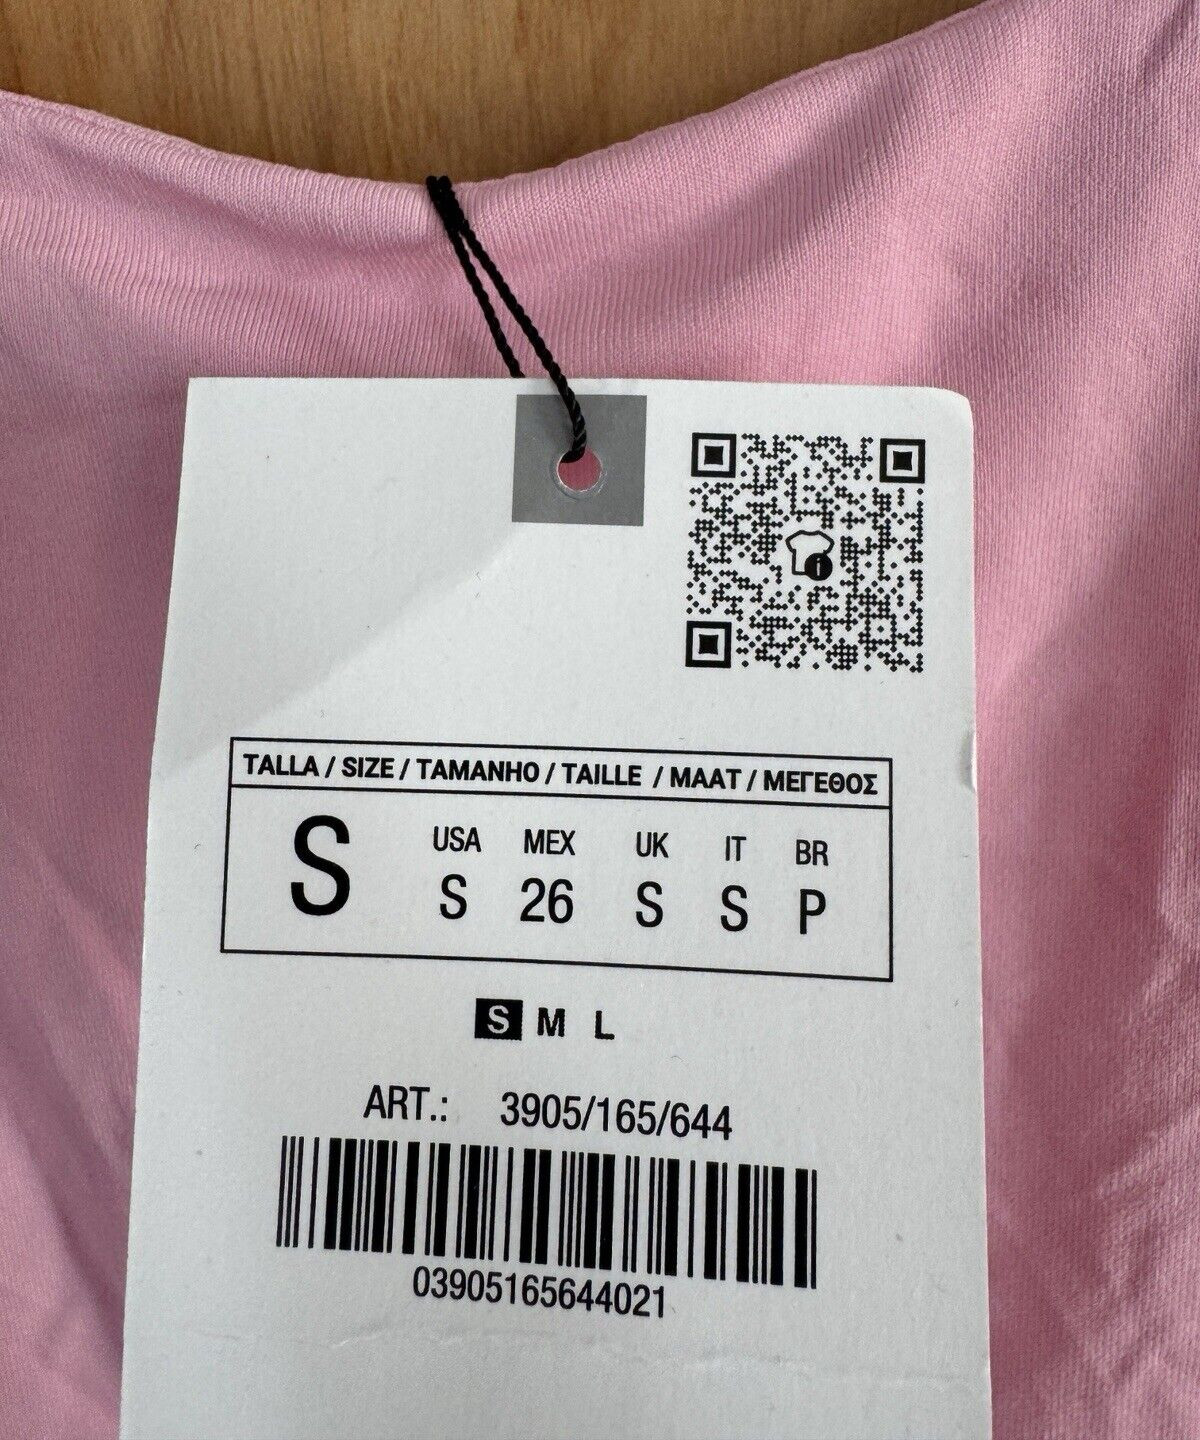 TALLA / SIZE / TAMANHO / TAILLE / MAAT / ΜΕΓΕΘΟΣ
USA MEX UK IT BR
S S 26 S S P
S M L
ART.: 3905/165/644
03905165644021